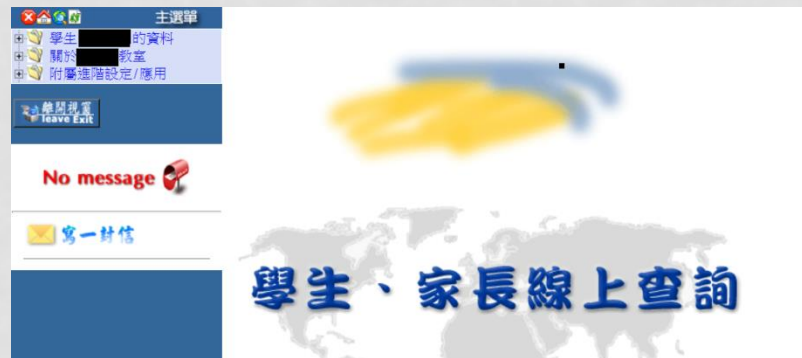 主選單
學生 的資料
關於 教室
附屬進階設定/應用
離開視窗
leave Exit
No message
寫一封信
學生、家長線上查詢